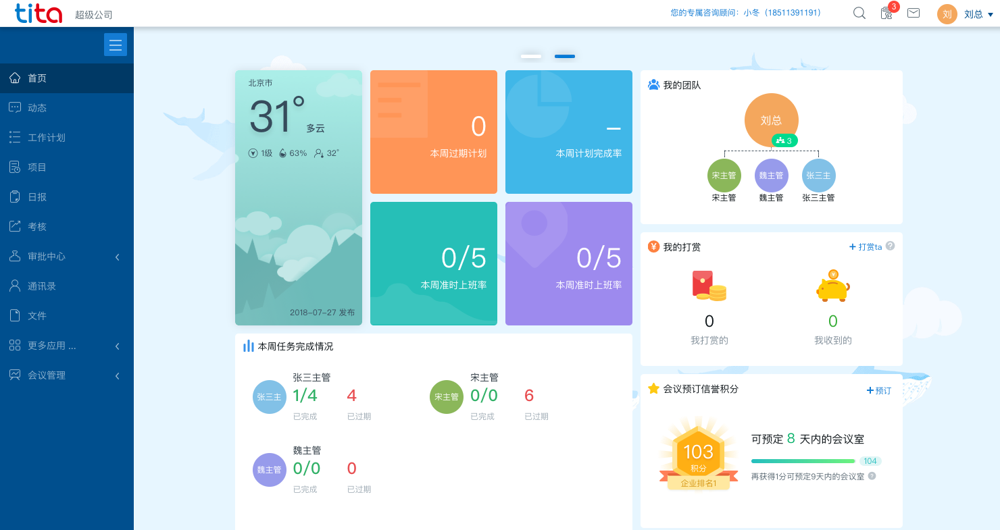 tita 超级公司
您的专属咨询顾问：小冬（18511391191）
3
刘 刘总
首页
动态
工作计划
项目
日报
考核
审批中心
通讯录
文件
更多应用 ...
会议管理
北京市
31°
多云
1级 63% 32°
2018-07-27 发布
0
本周过期计划
—
本周计划完成率
0/5
本周准时上班率
0/5
本周准时上班率
本周任务完成情况
张三主
张三主管
1/4 4
已完成 已过期
宋主管
宋主管
0/0 6
已完成 已过期
魏主管
魏主管
0/0 0
已完成 已过期
我的团队
刘总
3
宋主管 魏主管 张三主
宋主管 魏主管 张三主管
我的打赏
+ 打赏ta ?
0 0
我打赏的 我收到的
会议预订信誉积分
+ 预订
103
积分
企业排名1
可预定 8 天内的会议室
104
再获得1分可预定9天内的会议室 ?